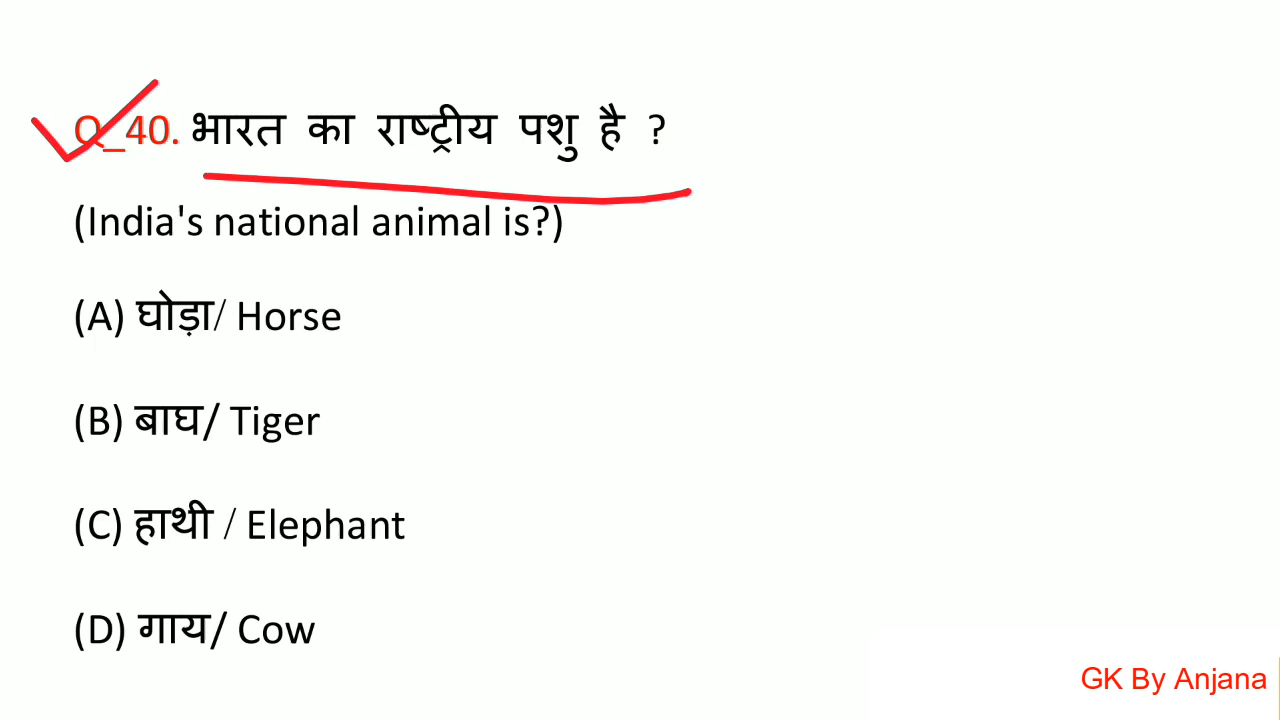 Q_40. भारत का राष्ट्रीय पशु है ?
(India's national animal is?)
(A) घोड़ा/ Horse
(B) बाघ/ Tiger
(C) हाथी / Elephant
(D) गाय/ Cow
GK By Anjana